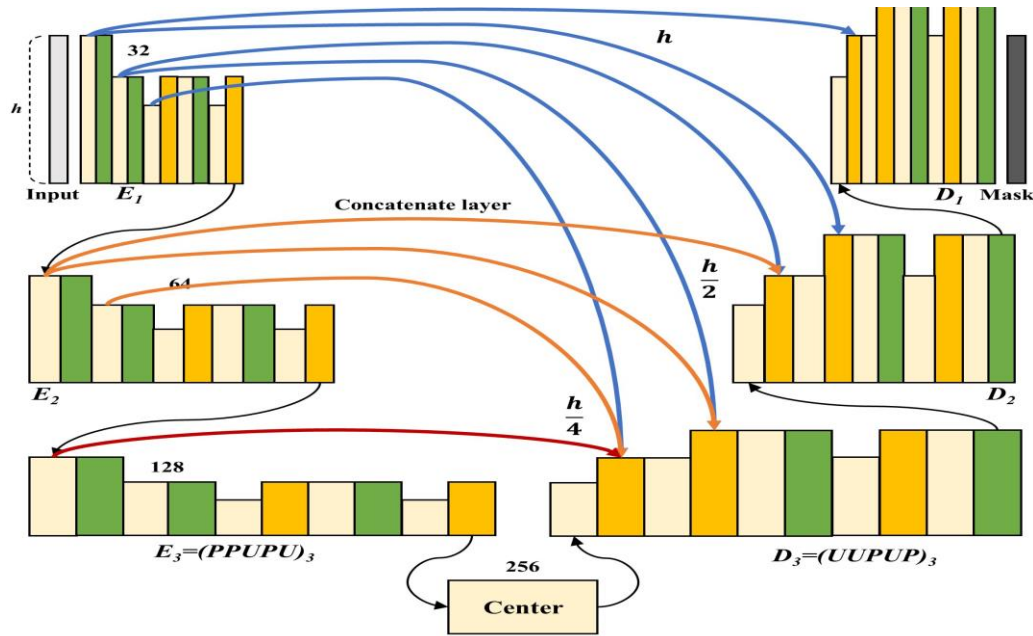 32
h
h
Input
E1
D1
Mask
Concatenate layer
64
h
2
E2
D2
h
4
128
E3=(PPUPU)3
D3=(UUPUP)3
256
Center